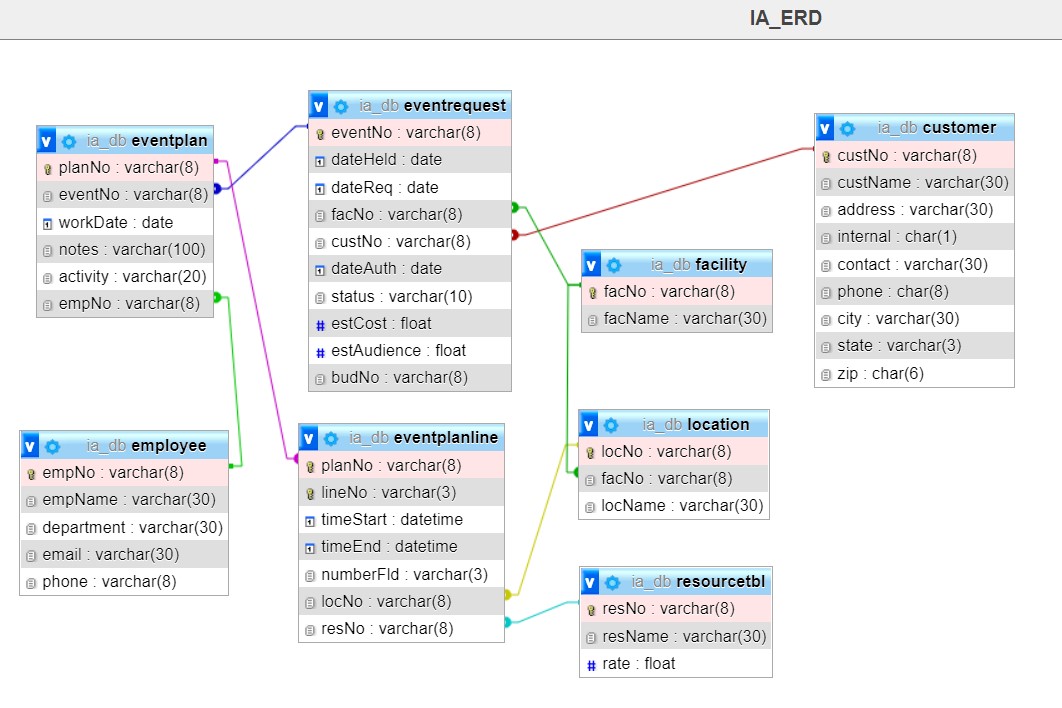 IA_ERD
v ia_db eventplan
planNo : varchar(8)
eventNo : varchar(8)
workDate : date
notes : varchar(100)
activity : varchar(20)
empNo : varchar(8)
v ia_db eventrequest
eventNo : varchar(8)
dateHeld : date
dateReq : date
facNo : varchar(8)
custNo : varchar(8)
dateAuth : date
status : varchar(10)
# estCost : float
# estAudience : float
budNo : varchar(8)
v ia_db customer
custNo : varchar(8)
custName : varchar(30)
address : varchar(30)
internal : char(1)
contact : varchar(30)
phone : char(8)
city : varchar(30)
state : varchar(3)
zip : char(6)
v ia_db facility
facNo : varchar(8)
facName : varchar(30)
v ia_db employee
empNo : varchar(8)
empName : varchar(30)
department : varchar(30)
email : varchar(30)
phone : varchar(8)
v ia_db eventplanline
planNo : varchar(8)
lineNo : varchar(3)
timeStart : datetime
timeEnd : datetime
numberFld : varchar(3)
locNo : varchar(8)
resNo : varchar(8)
v ia_db location
locNo : varchar(8)
facNo : varchar(8)
locName : varchar(30)
v ia_db resourcetbl
resNo : varchar(8)
resName : varchar(30)
# rate : float